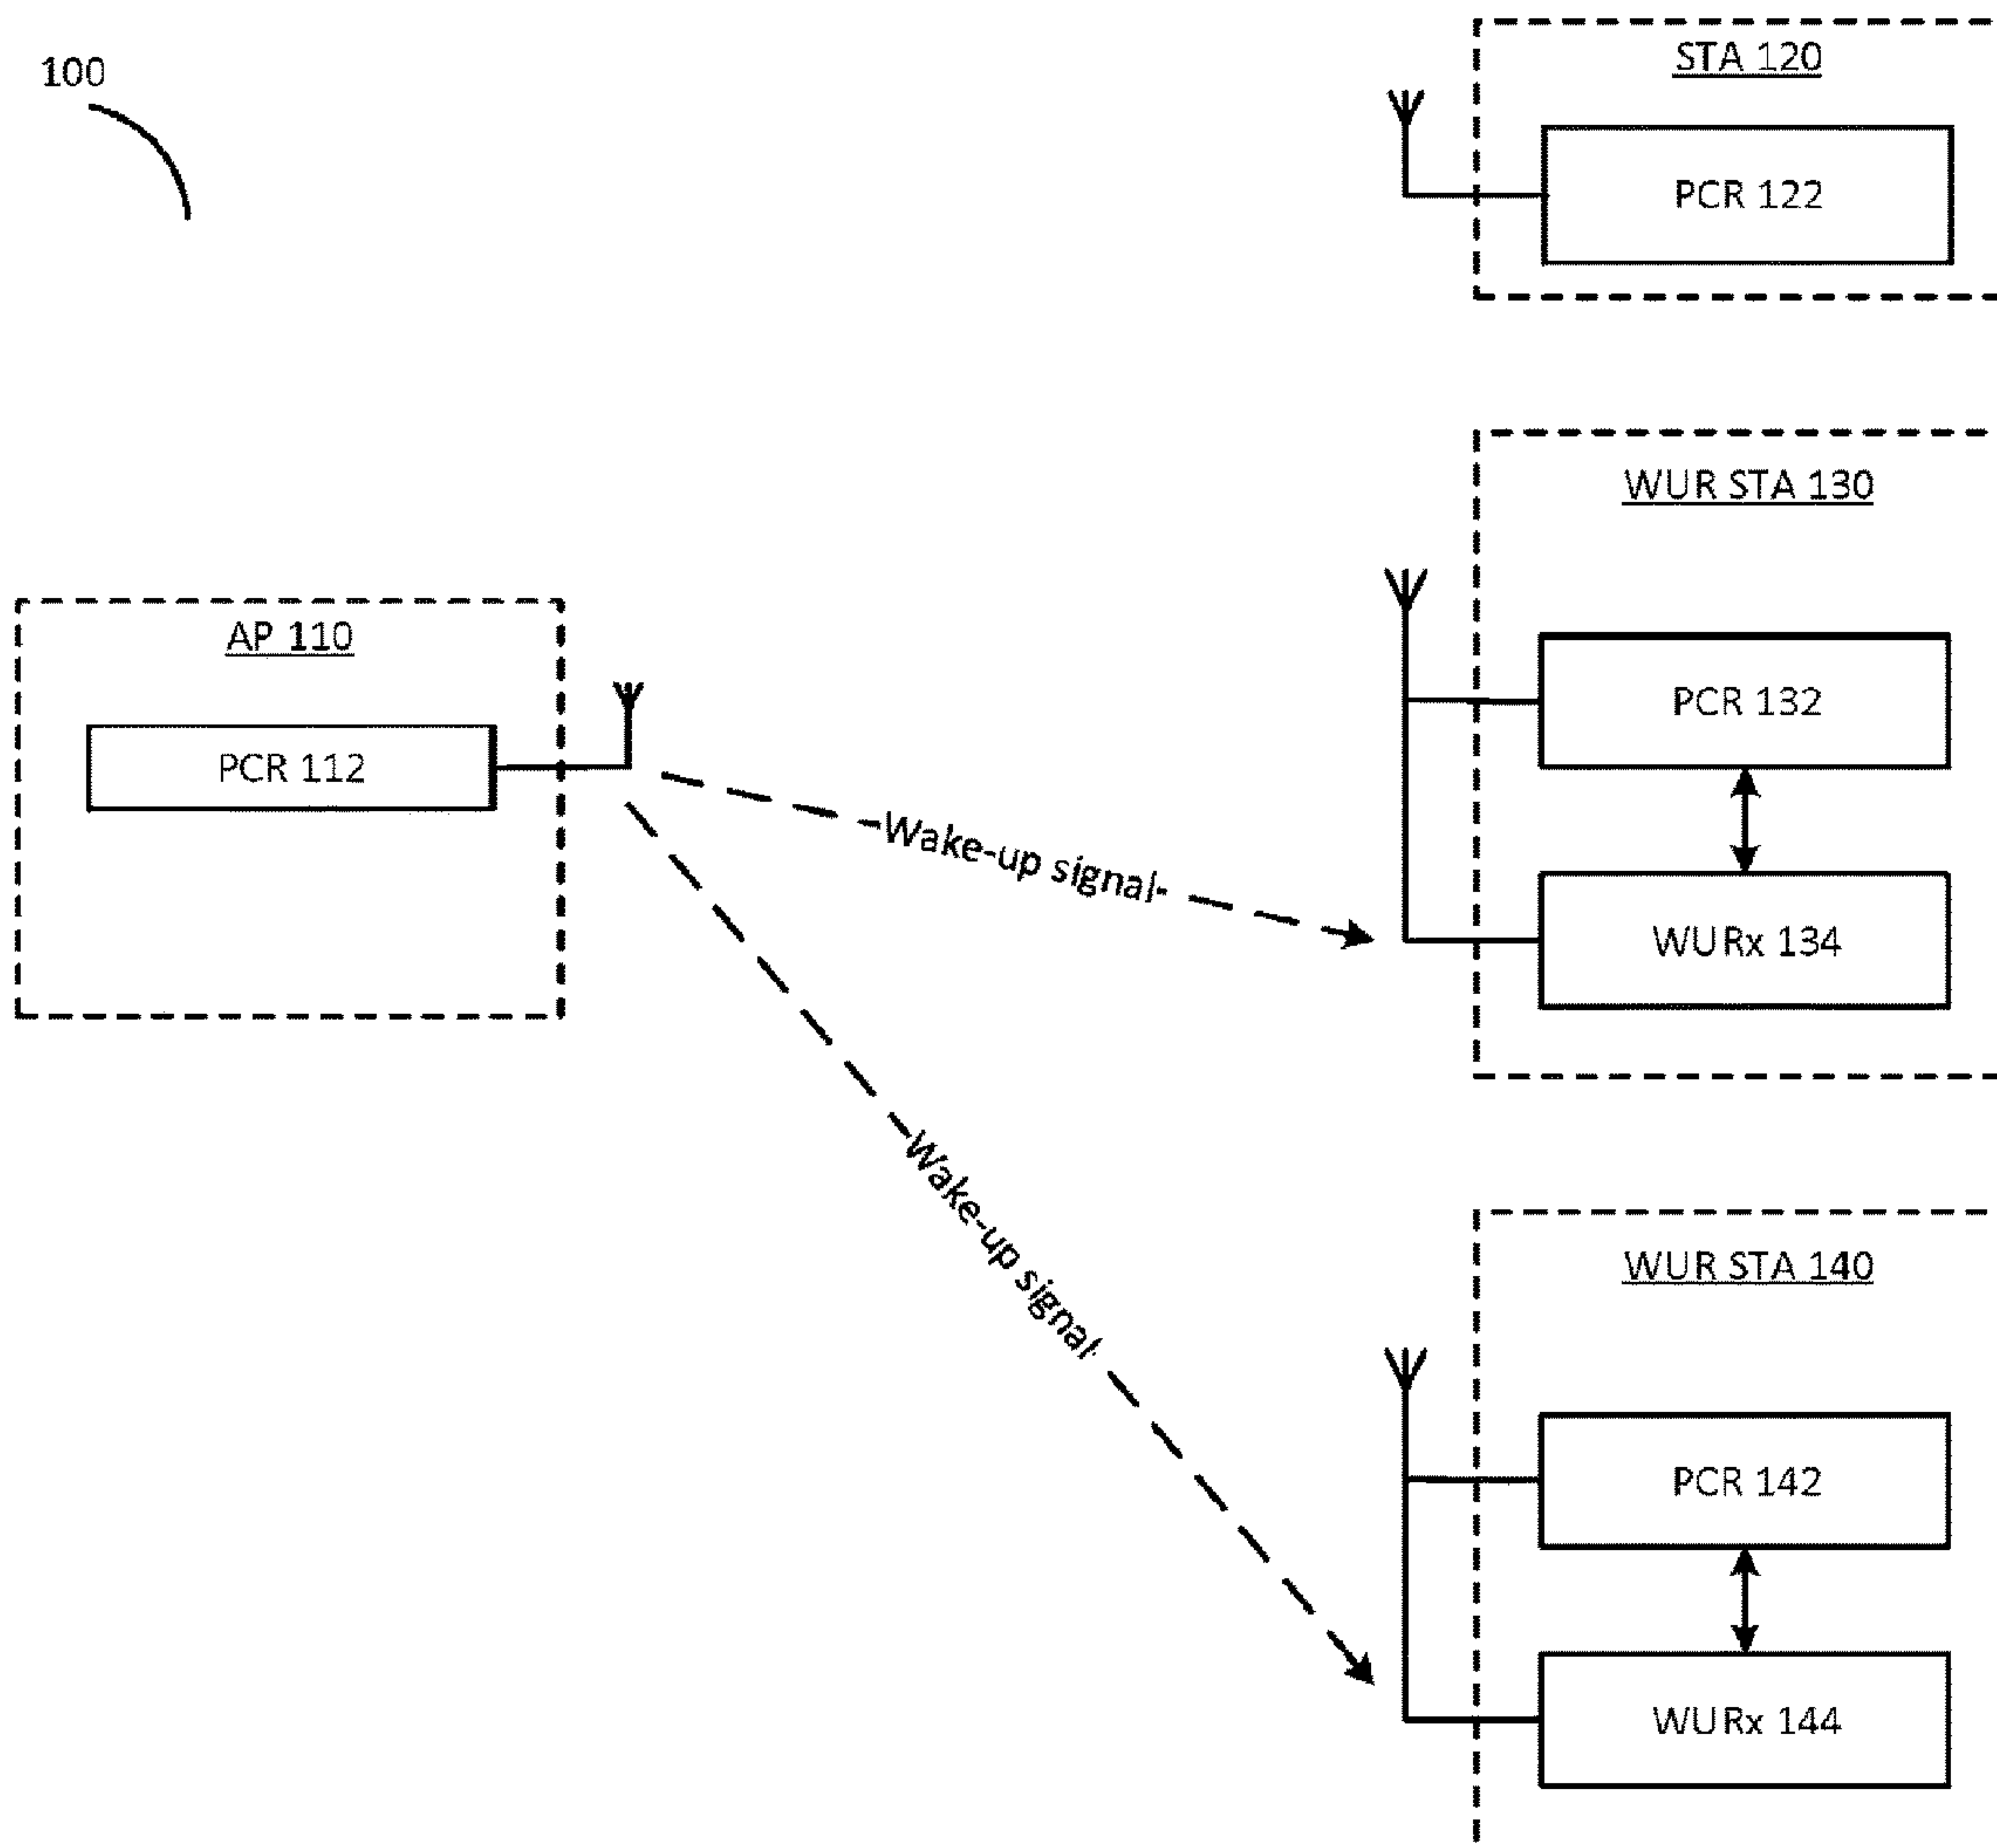 100
STA 120
PCR 122
WUR STA 130
AP 110
PCR 132
PCR 112
Wake-up signal
WURx 134
Wake-up signal
WUR STA 140
PCR 142
WURx 144